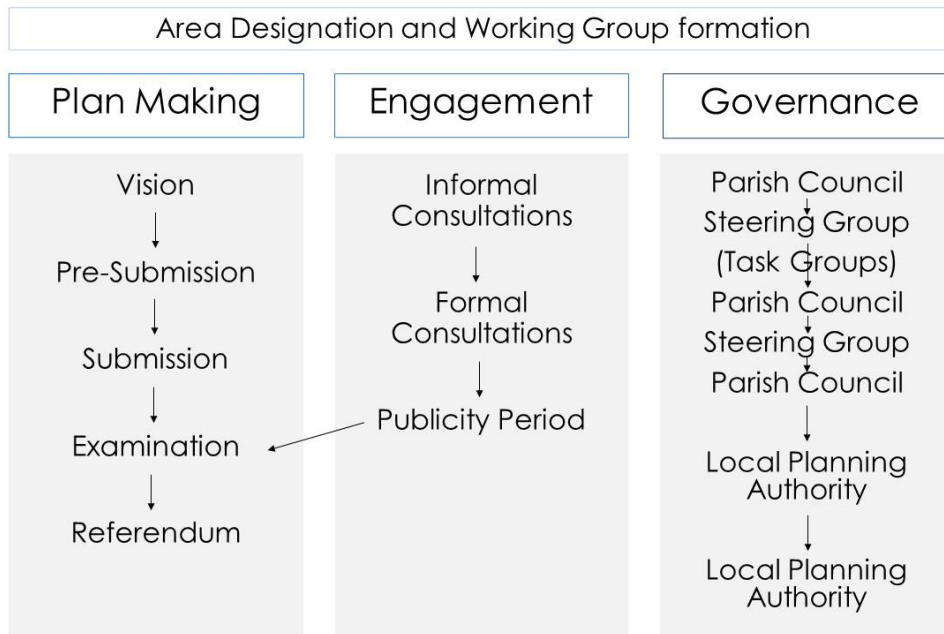 Area Designation and Working Group formation
Plan Making
Engagement
Governance
Vision
Pre-Submission
Submission
Examination
Referendum
Informal
Consultations
Formal
Consultations
Publicity Period
Parish Council
Steering Group
(Task Groups)
Parish Council
Steering Group
Parish Council
Local Planning
Authority
Local Planning
Authority